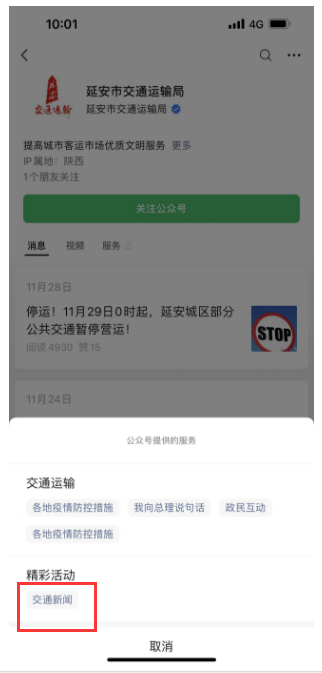 10:01
4G
交通运输
延安市交通运输局
延安市交通运输局
提高城市客运市场优质文明服务 更多
IP属地：陕西
1个朋友关注
关注公众号
消息 视频 服务
11月28日
停运！11月29日0时起，延安城区部分
公共交通暂停营运！
STOP
阅读4930 赞15
11月24日
公众号提供的服务
交通运输
各地疫情防控措施 我向总理说句话 政民互动
各地疫情防控措施
精彩活动
交通新闻
取消